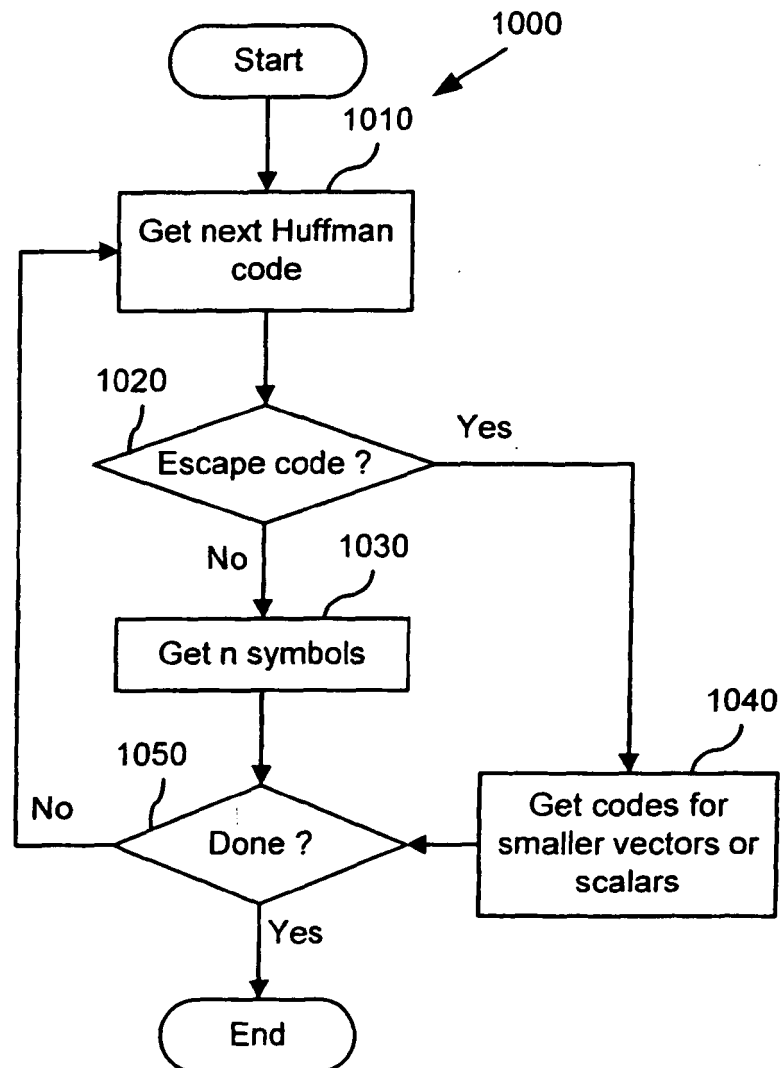 1000
Start
1010
Get next Huffman
code
1020
Escape code ?
Yes
No
1030
Get n symbols
1040
1050
Get codes for
smaller vectors or
scalars
No
Done ?
Yes
End